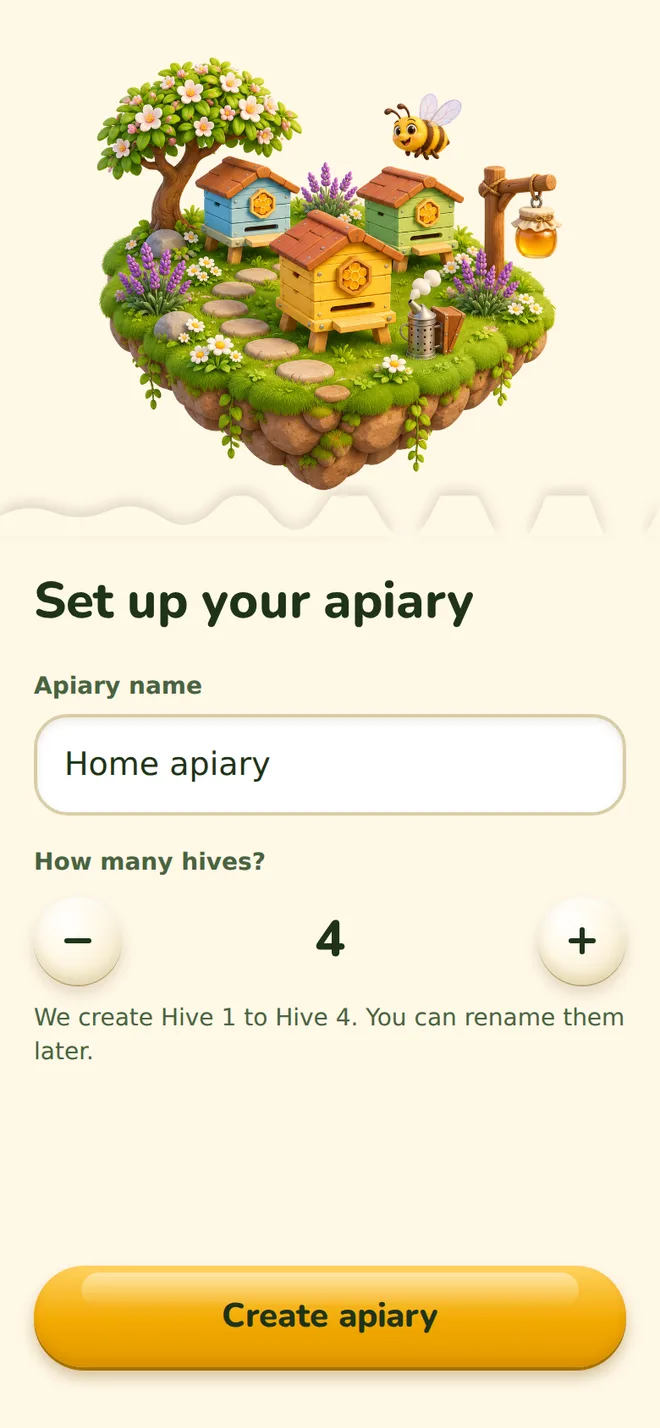 Set up your apiary
Apiary name
Home apiary
How many hives?
− 4 +
We create Hive 1 to Hive 4. You can rename them
later.
Create apiary